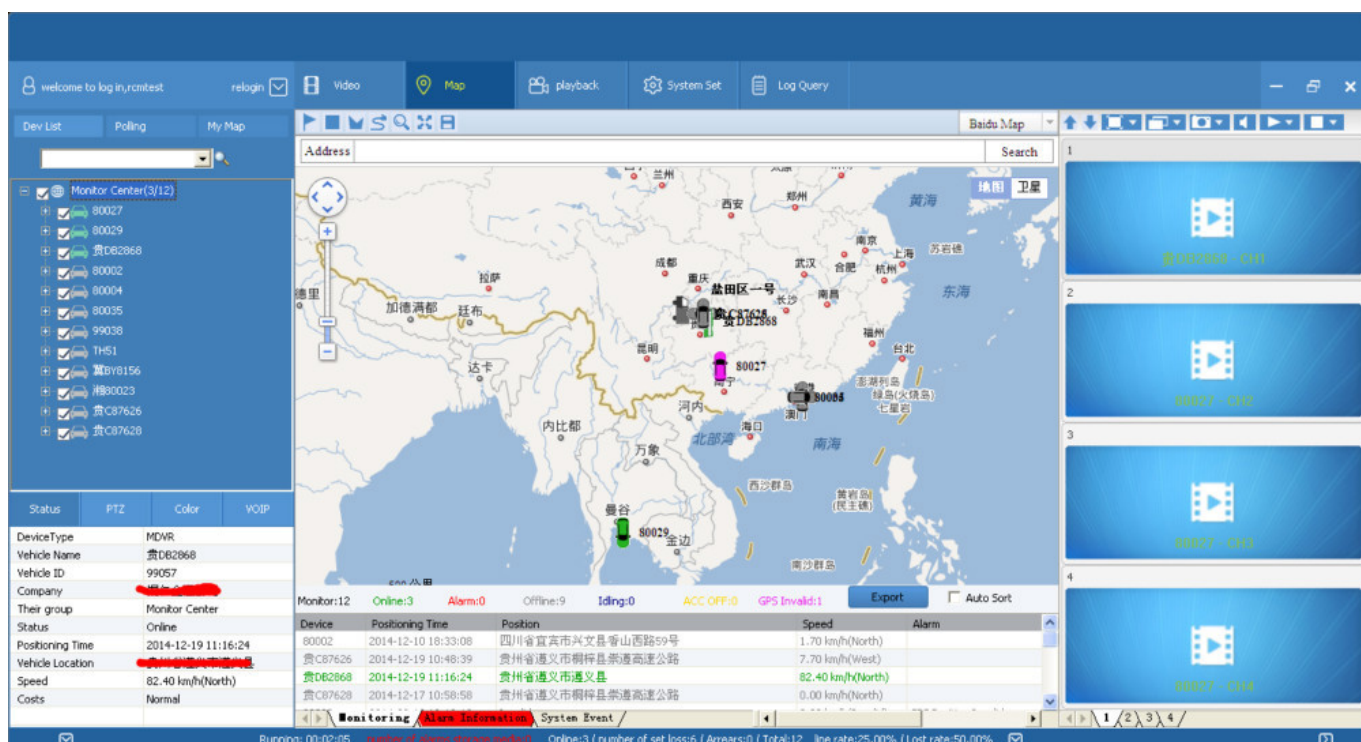 welcome to log in,rcmtest
relogin
Video
Map
playback
System Set
Log Query
Dev List
Polling
My Map
Monitor Center(3/12)
80027
80029
贵DB2868
80002
80004
80035
99038
TH51
冀BY8156
湘80023
贵C87626
贵C87628
Status
PTZ
Color
VOIP
DeviceType MDVR
Vehicle Name 贵DB2868
Vehicle ID 99057
Company
Their group Monitor Center
Status Online
Positioning Time 2014-12-19 11:16:24
Vehicle Location
Speed 82.40 km/h(North)
Costs Normal
Baidu Map
Address
Search
地图
卫星
兰州
西安
郑州
黄海
南京
上海
苏岩礁
成都
武汉
合肥
杭州
拉萨
重庆
盐田区一号
长沙
南昌
东海
德里
加德满都
廷布
贵C87628
贵DB2868
福州
昆明
台北
达卡
80027
南宁
澎湖列岛
绿岛(火烧岛)
七星岩
河内
澳门
内比都
海口
北部湾
南海
万象
西沙群岛
黄岩岛
(民主礁)
曼谷
80029
金边
南沙群岛
500 公里
Monitor:12
Online:3
Alarm:0
Offline:9
Idling:0
ACC OFF:0
GPS Invalid:1
Export
Auto Sort
Device Positioning Time Position Speed Alarm
80002 2014-12-10 18:33:08 四川省宜宾市兴文县香山西路59号 1.70 km/h(North)
贵C87626 2014-12-19 10:48:39 贵州省遵义市桐梓县崇遵高速公路 7.70 km/h(West)
贵DB2868 2014-12-19 11:16:24 贵州省遵义市遵义县 82.40 km/h(North)
贵C87628 2014-12-17 10:58:58 贵州省遵义市桐梓县崇遵高速公路 0.00 km/h(North)
Monitoring
Alarm Information
System Event
1
贵DB2868 - CH1
2
80027 - CH2
3
80027 - CH3
4
80027 - CH4
1 2 3 4
Running: 00:02:05
Online:3 ( number of set loss:6 ( Arrears:0 ( Total:12 line rate:25.00% ( Lost rate:50.00%